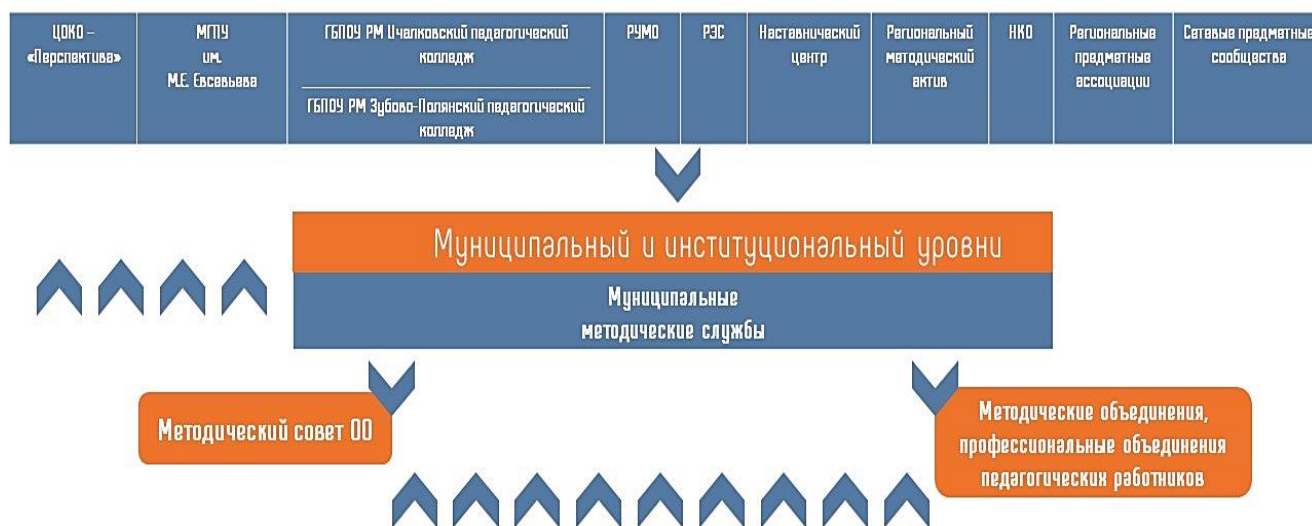 ЦОКО –
«Перспектива»
МГПУ
им.
М.Е. Евсевьева
ГБПОУ РМ Ичалковский педагогический
колледж
ГБПОУ РМ Зубово-Полянский педагогический
колледж
РУМО
РЭС
Наставнический
центр
Региональный
методический
актив
НКО
Региональные
предметные
ассоциации
Сетевые предметные
сообщества
Муниципальный и институциональный уровни
Муниципальные
методические службы
Методический совет ОО
Методические объединения,
профессиональные объединения
педагогических работников